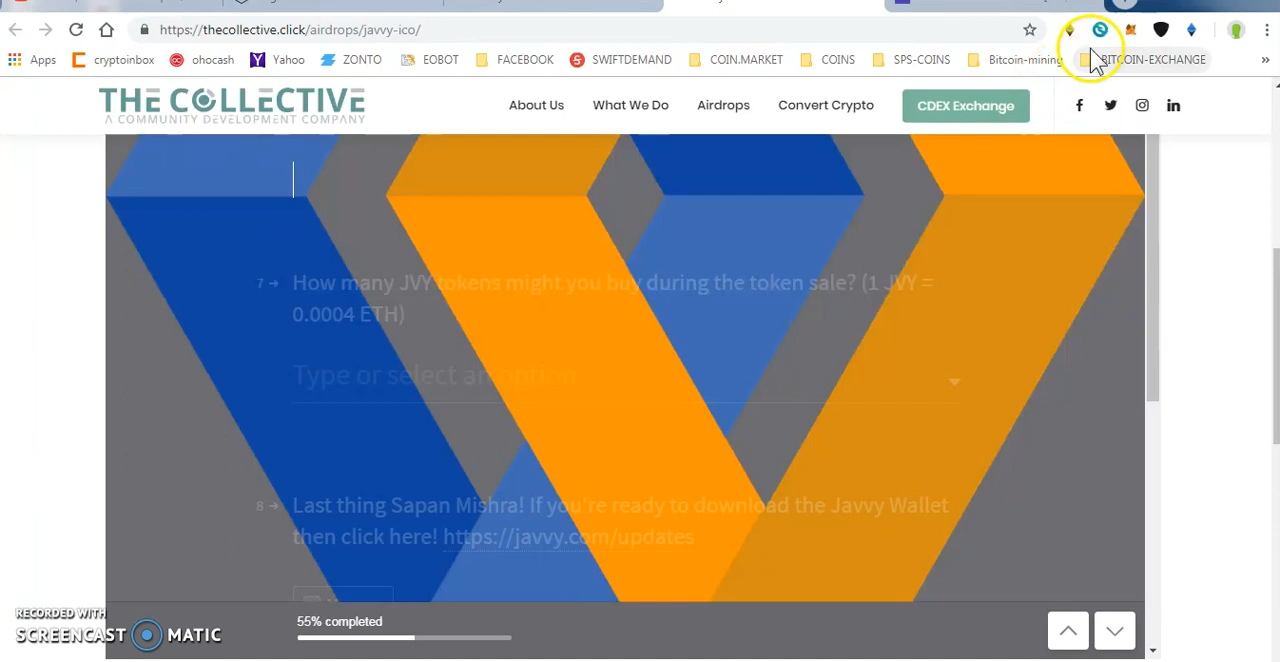 https://thecollective.click/airdrops/javvy-ico/
Apps cryptoinbox ohocash Yahoo ZONTO ROBOT FACEBOOK SWIFTDEMAND COIN.MARKET COINS SPS-COINS Bitcoin-mining BITCOIN-EXCHANGE »
THE COLLECTIVE
A COMMUNITY DEVELOPMENT COMPANY
About Us What We Do Airdrops Convert Crypto CDEX Exchange
7 → How many JVY tokens might you buy during the token sale? (1 JVY =
0.0004 ETH)
Type or select an option
8 → Last thing Sapan Mishra! If you're ready to download the Javvy Wallet
then click here! https://javvy.com/updates
55% completed
RECORDED WITH
SCREENCAST MATIC